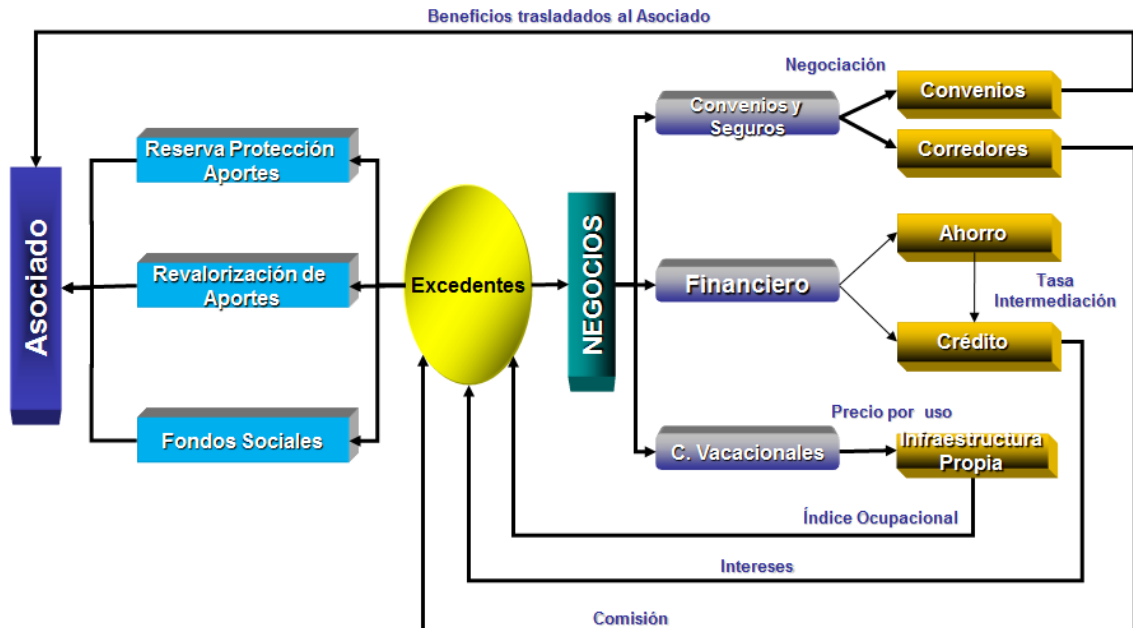 Beneficios trasladados al Asociado
Negociación
Convenios
Convenios y
Seguros
Corredores
Reserva Protección
Aportes
Asociado
Revalorización de
Aportes
Excedentes
NEGOCIOS
Financiero
Ahorro
Tasa
Intermediación
Crédito
Fondos Sociales
C. Vacacionales
Precio por uso
Infraestructura
Propia
Índice Ocupacional
Intereses
Comisión